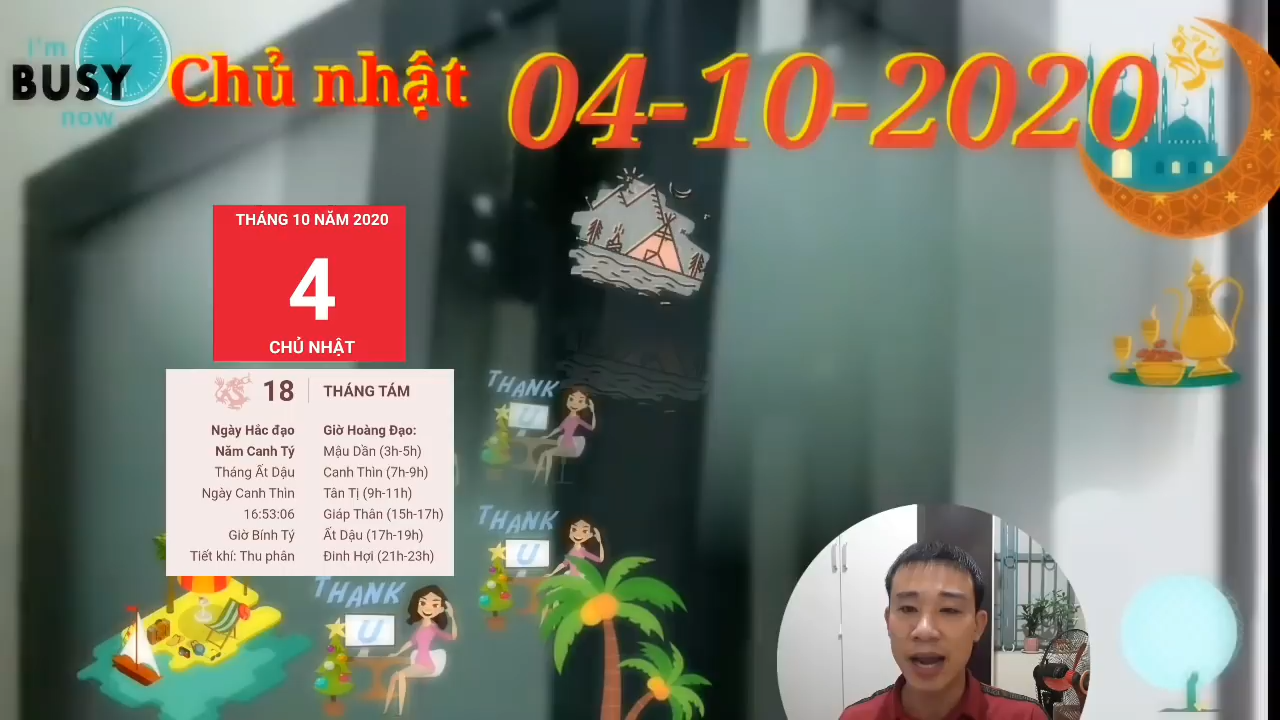 I'm
BUSY
now
Chủ nhật
04-10-2020
THÁNG 10 NĂM 2020
4
CHỦ NHẬT
18 THÁNG TÁM
Ngày Hắc đạo
Năm Canh Tý
Tháng Ất Dậu
Ngày Canh Thìn
16:53:06
Giờ Bính Tý
Tiết khí: Thu phân
Giờ Hoàng Đạo:
Mậu Dần (3h-5h)
Canh Thìn (7h-9h)
Tân Tị (9h-11h)
Giáp Thân (15h-17h)
Ất Dậu (17h-19h)
Đinh Hợi (21h-23h)
THANK
U
THANK
U
THANK
U